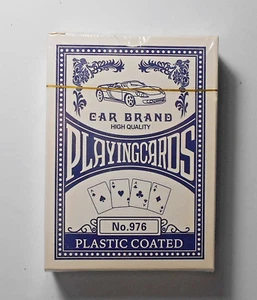 CAR BRAND
HIGH QUALITY
PLAYINGCARDS
No.976
PLASTIC COATED